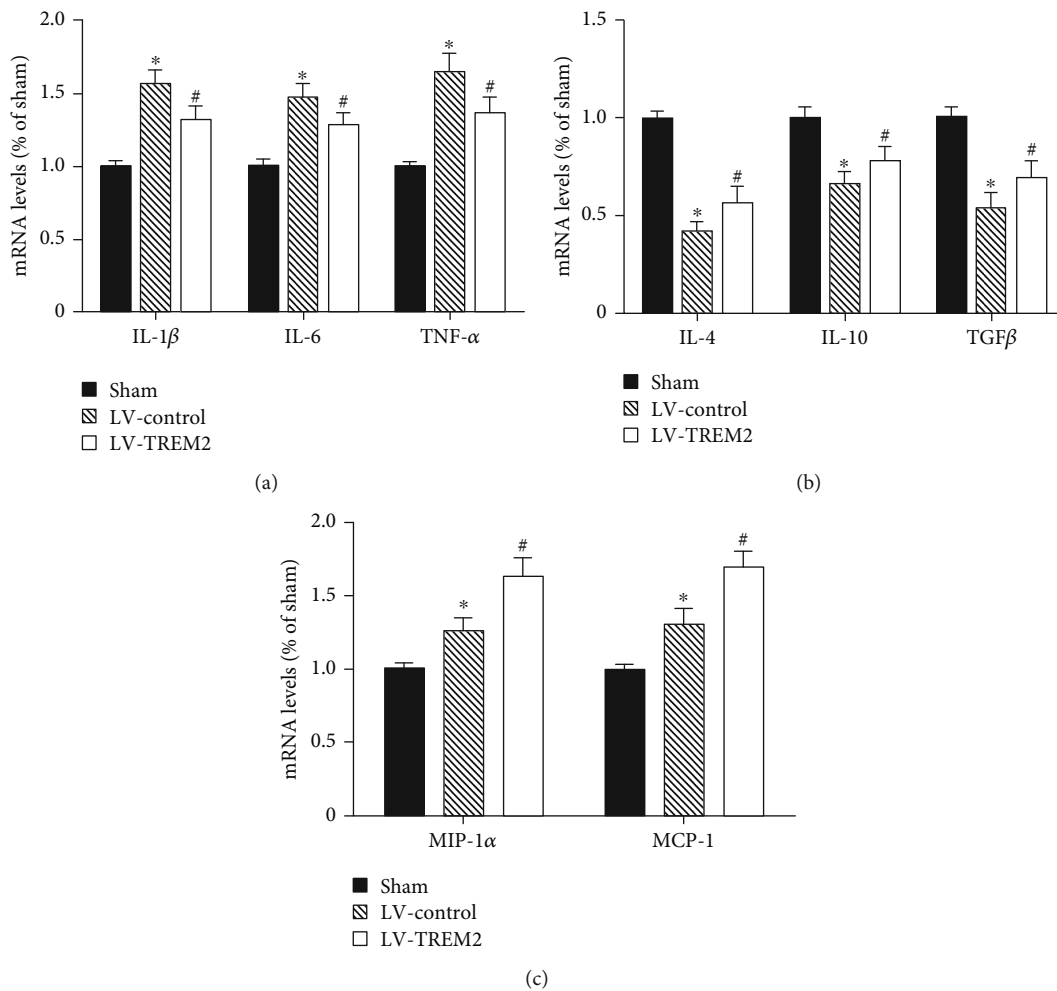 mRNA levels (% of sham)
2.0
1.5
1.0
0.5
0
* # * # * #
IL-1β IL-6 TNF-α
Sham
LV-control
LV-TREM2
(a)
mRNA levels (% of sham)
1.5
1.0
0.5
0
* # * # * #
IL-4 IL-10 TGFβ
Sham
LV-control
LV-TREM2
(b)
mRNA levels (% of sham)
2.0
1.5
1.0
0.5
0
* # * #
MIP-1α MCP-1
Sham
LV-control
LV-TREM2
(c)